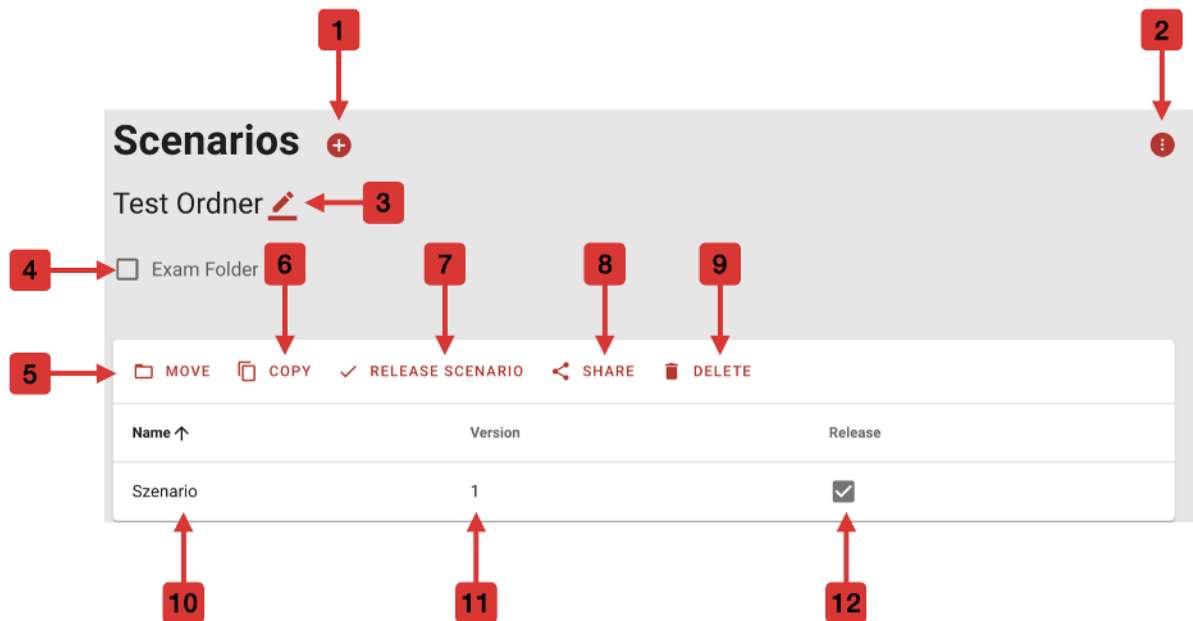 1 2
Scenarios
Test Ordner 3
4 Exam Folder 6 7 8 9
5 MOVE COPY RELEASE SCENARIO SHARE DELETE
Name Version Release
Szenario 1
10 11 12